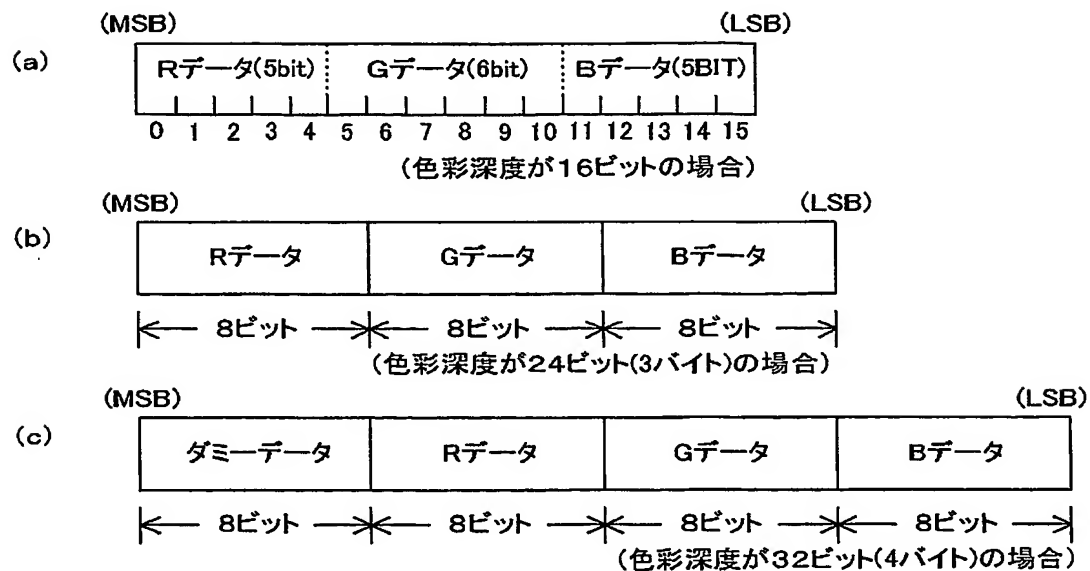 (MSB) (LSB)
(a) Rデータ(5bit) Gデータ(6bit) Bデータ(5BIT)
0 1 2 3 4 5 6 7 8 9 10 11 12 13 14 15
(色彩深度が16ビットの場合)
(MSB) (LSB)
(b) Rデータ Gデータ Bデータ
8ビット 8ビット 8ビット
(色彩深度が24ビット(3バイト)の場合)
(MSB) (LSB)
(c) ダミーデータ Rデータ Gデータ Bデータ
8ビット 8ビット 8ビット 8ビット
(色彩深度が32ビット(4バイト)の場合)